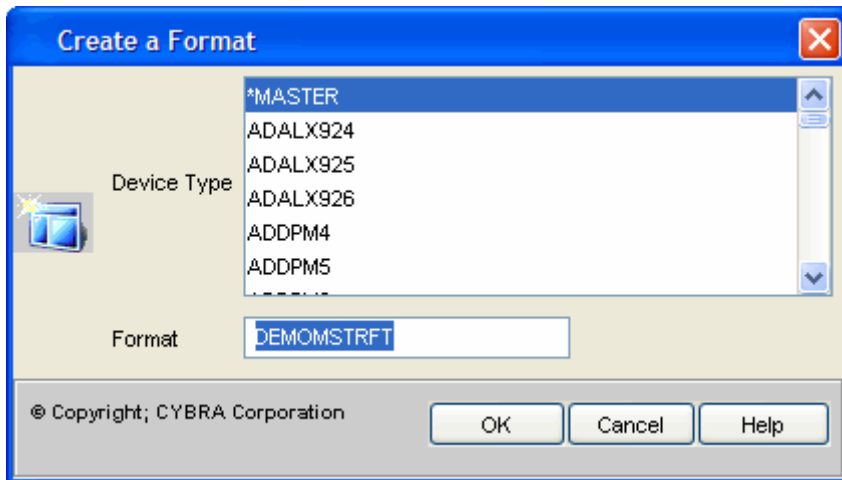 Create a Format
*MASTER
ADALX924
ADALX925
Device Type
ADALX926
ADDPM4
ADDPM5
Format
DEMOMSTRFT
© Copyright; CYBRA Corporation
OK
Cancel
Help